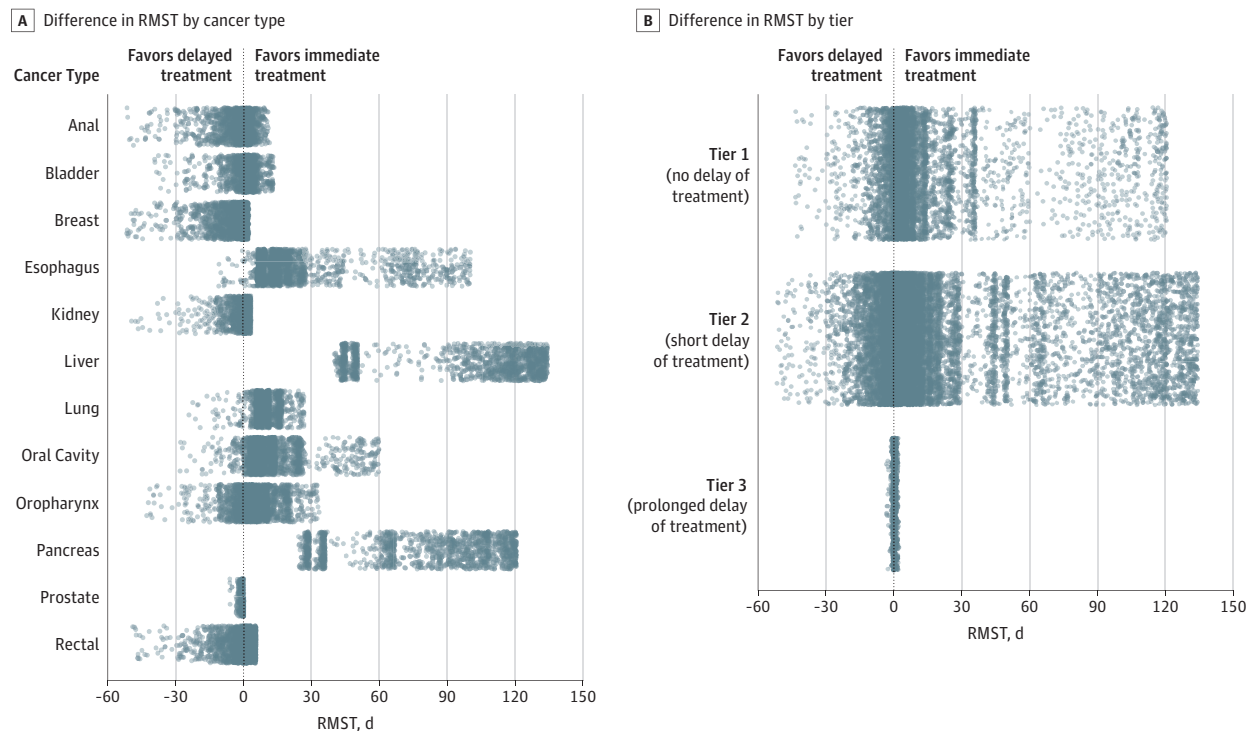 A Difference in RMST by cancer type
Favors delayed treatment
Favors immediate treatment
Cancer Type
Anal
Bladder
Breast
Esophagus
Kidney
Liver
Lung
Oral Cavity
Oropharynx
Pancreas
Prostate
Rectal
-60 -30 0 30 60 90 120 150
RMST, d
B Difference in RMST by tier
Favors delayed treatment
Favors immediate treatment
Tier 1
(no delay of
treatment)
Tier 2
(short delay
of treatment)
Tier 3
(prolonged delay
of treatment)
-60 -30 0 30 60 90 120 150
RMST, d